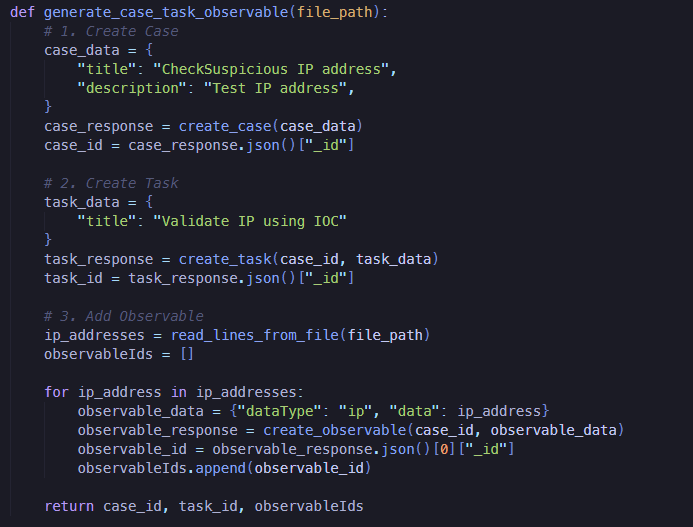 def generate_case_task_observable(file_path):
    # 1. Create Case
    case_data = {
        "title": "CheckSuspicious IP address",
        "description": "Test IP address",
    }
    case_response = create_case(case_data)
    case_id = case_response.json()["_id"]

    # 2. Create Task
    task_data = {
        "title": "Validate IP using IOC"
    }
    task_response = create_task(case_id, task_data)
    task_id = task_response.json()["_id"]

    # 3. Add Observable
    ip_addresses = read_lines_from_file(file_path)
    observableIds = []

    for ip_address in ip_addresses:
        observable_data = {"dataType": "ip", "data": ip_address}
        observable_response = create_observable(case_id, observable_data)
        observable_id = observable_response.json()[0]["_id"]
        observableIds.append(observable_id)

    return case_id, task_id, observableIds